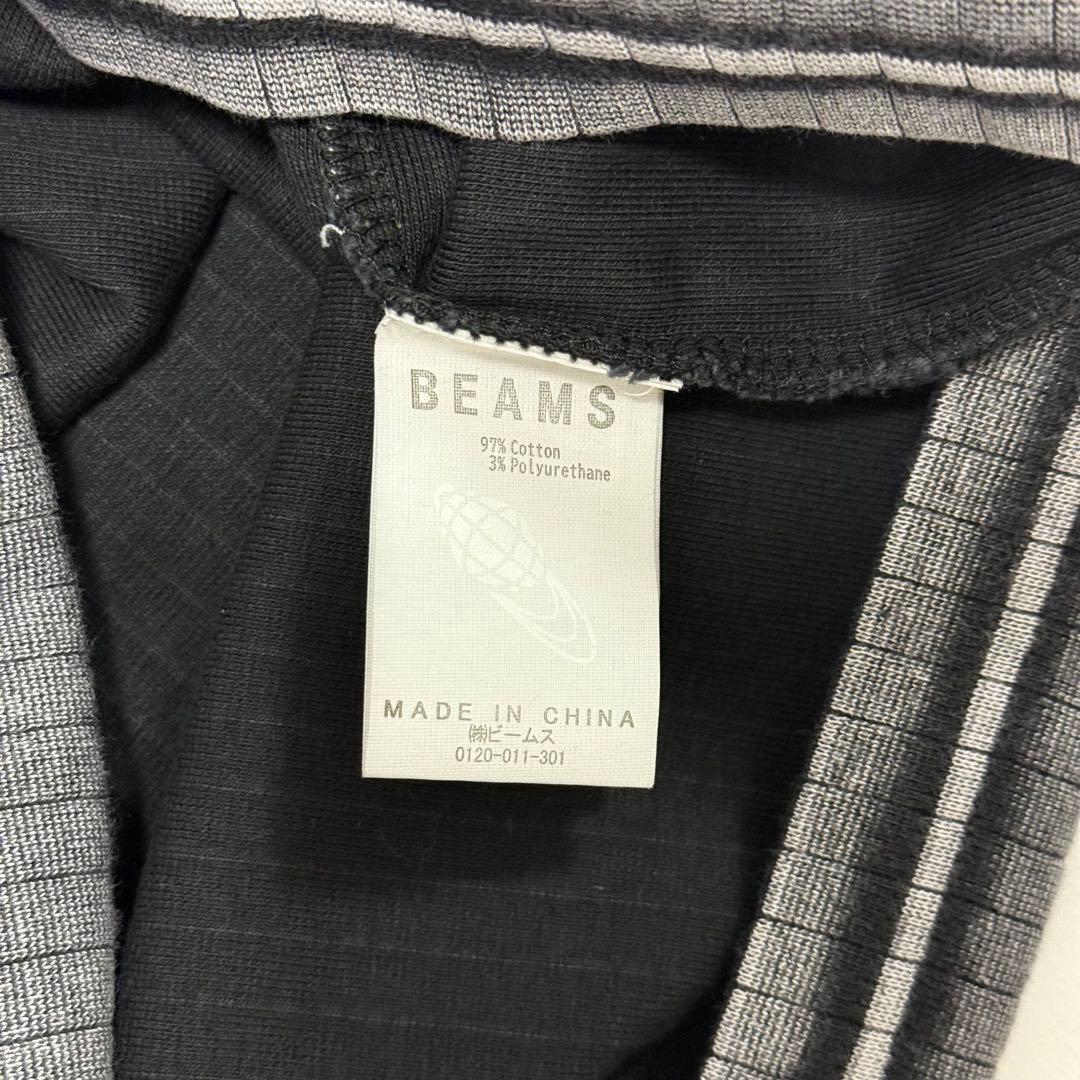 BEAMS
97% Cotton
3% Polyurethane
MADE IN CHINA
㈱ビームス
0120-011-301